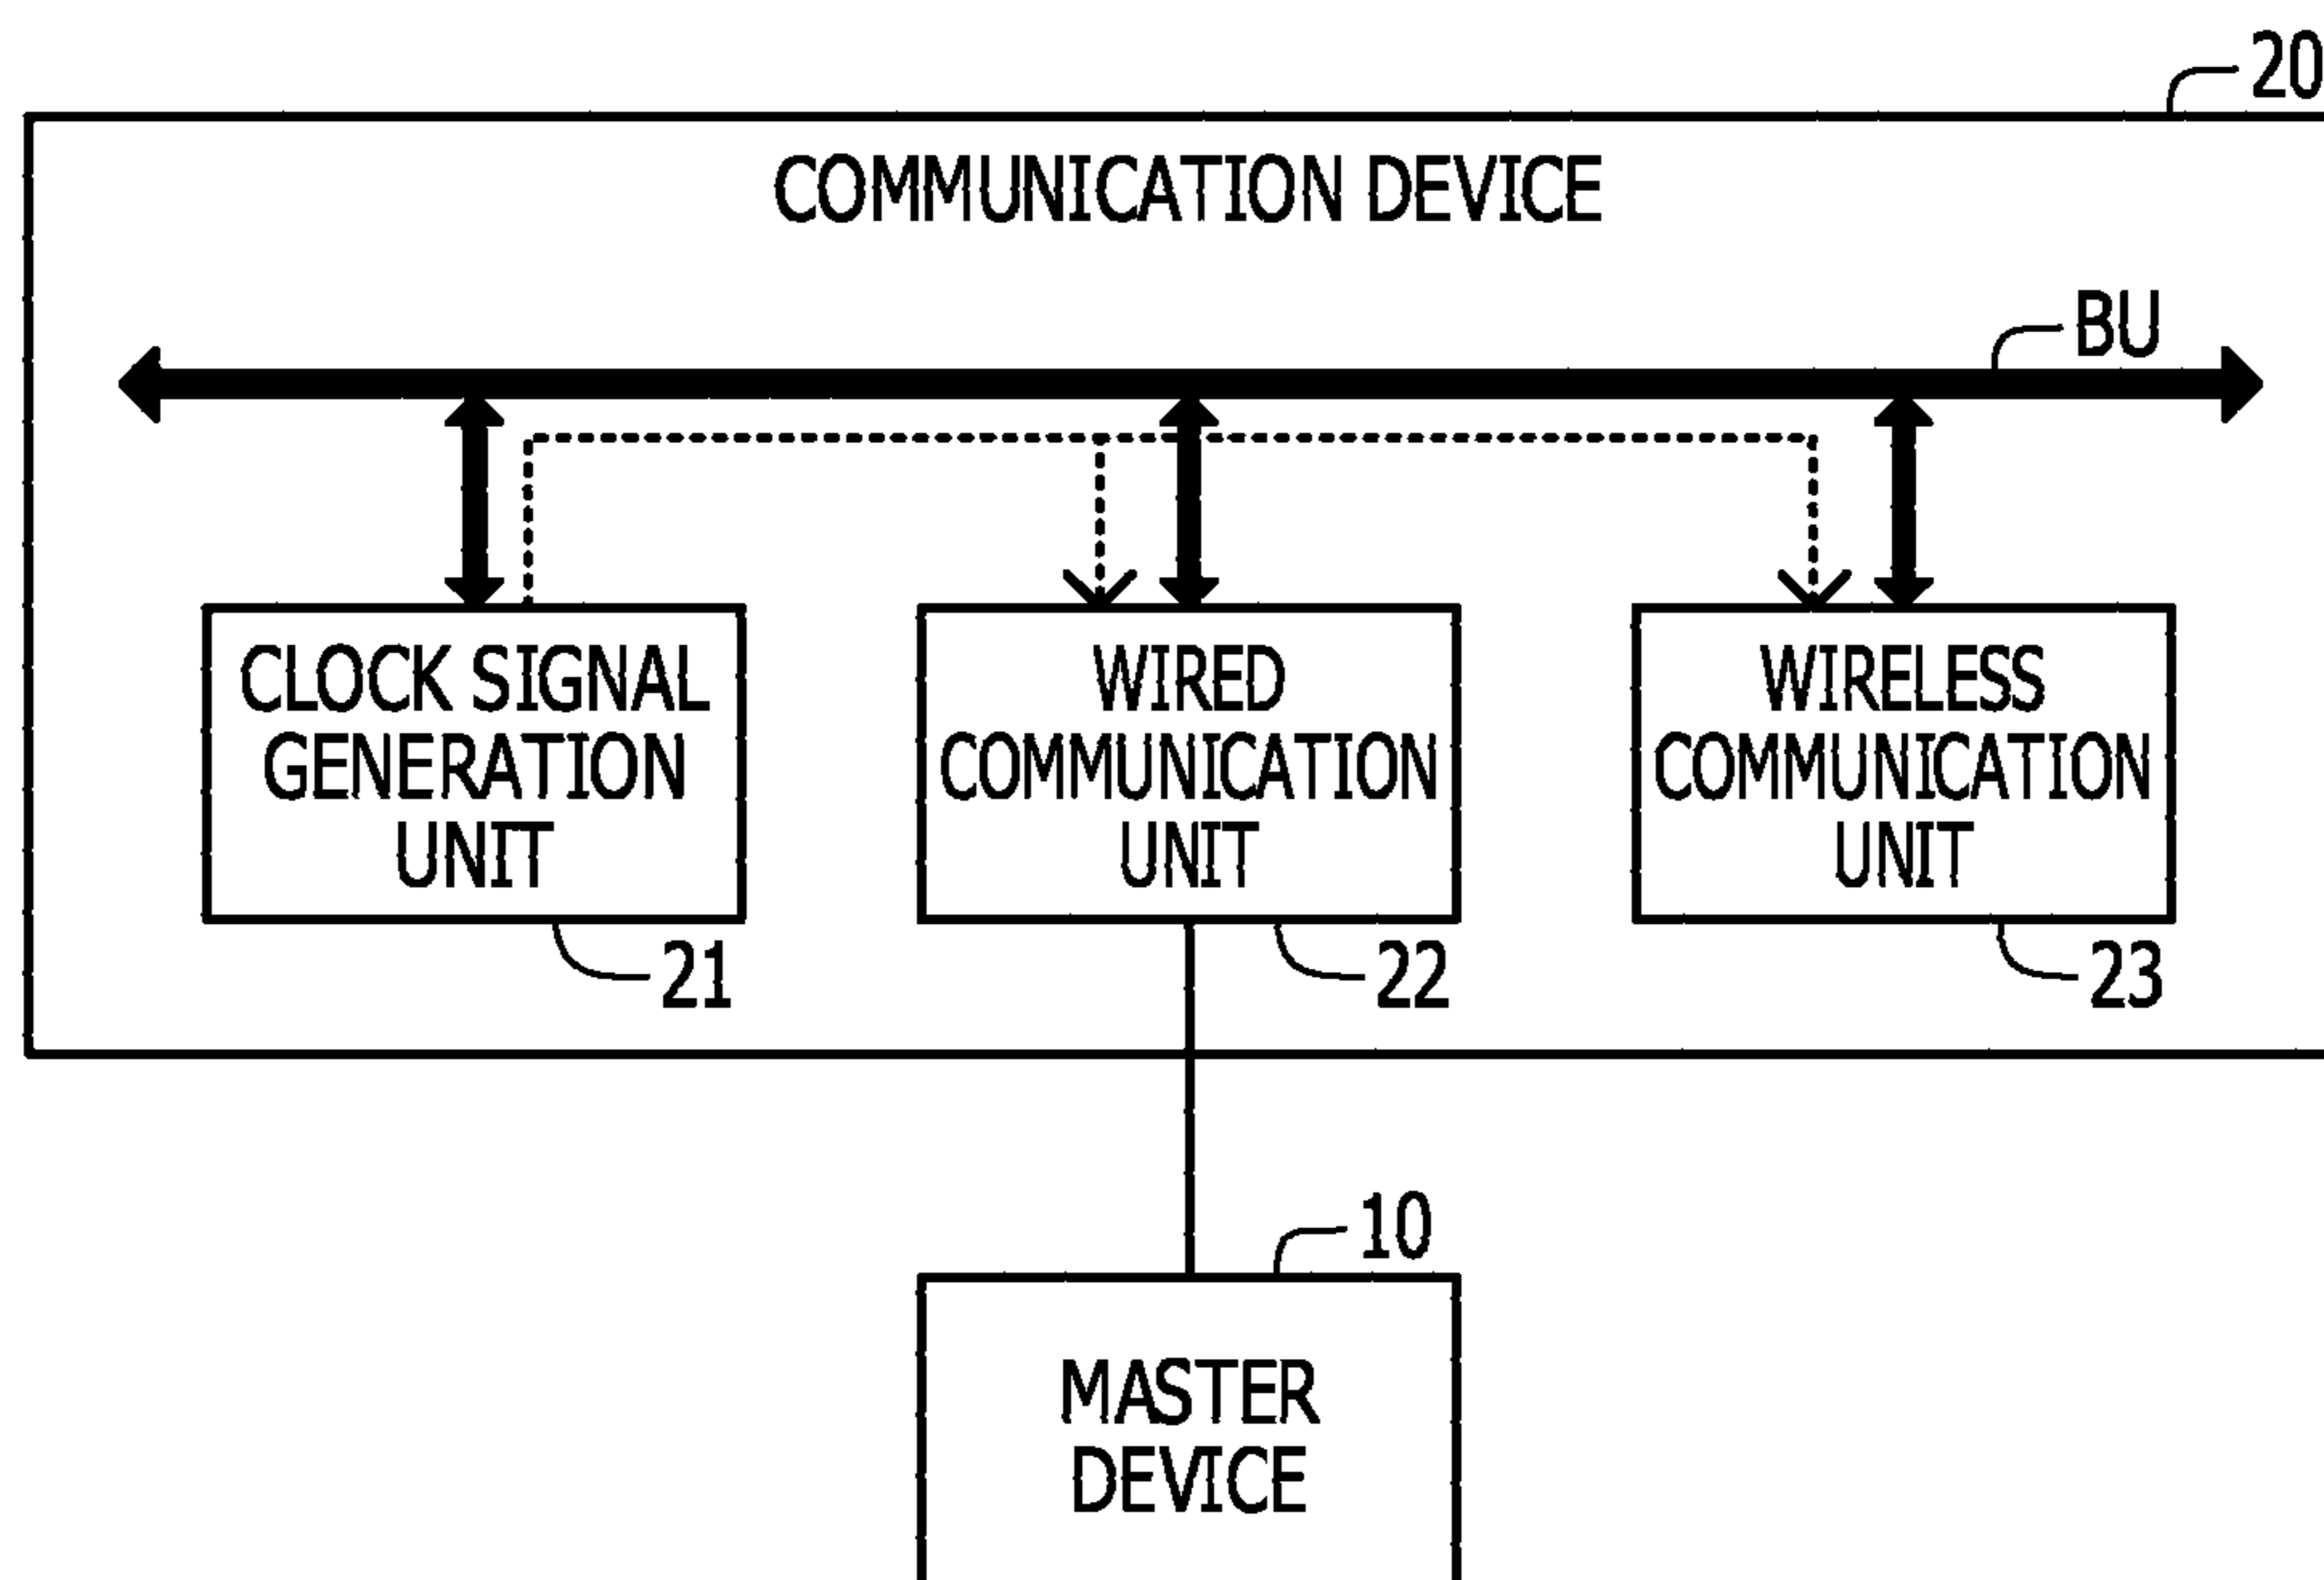 20
COMMUNICATION DEVICE
BU
CLOCK SIGNAL
GENERATION
UNIT
WIRED
COMMUNICATION
UNIT
WIRELESS
COMMUNICATION
UNIT
21
22
23
10
MASTER
DEVICE